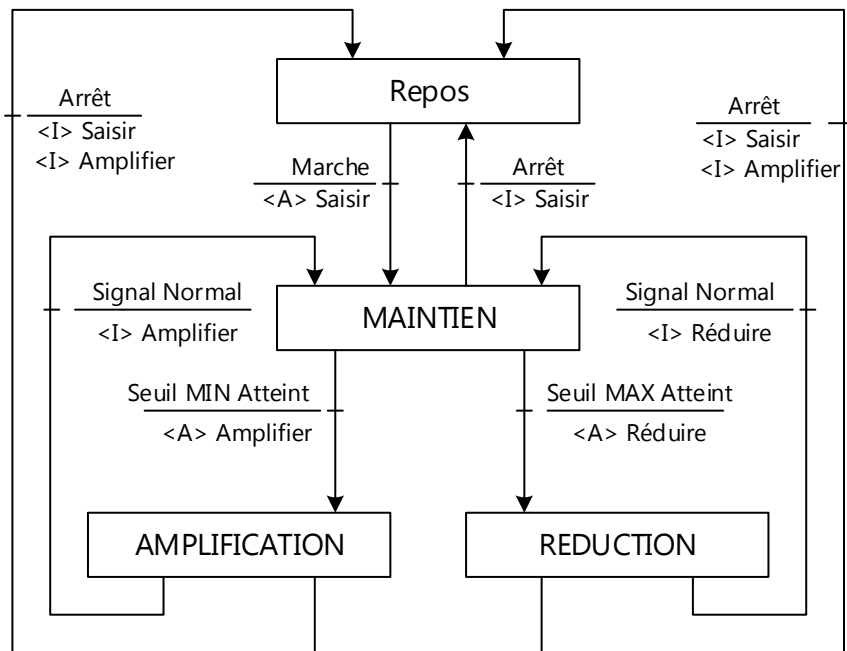 Repos
Arrêt
<I> Saisir
<I> Amplifier
Arrêt
<I> Saisir
<I> Amplifier
Marche
<A> Saisir
Arrêt
<I> Saisir
Signal Normal
<I> Amplifier
MAINTIEN
Signal Normal
<I> Réduire
Seuil MIN Atteint
<A> Amplifier
Seuil MAX Atteint
<A> Réduire
AMPLIFICATION
REDUCTION